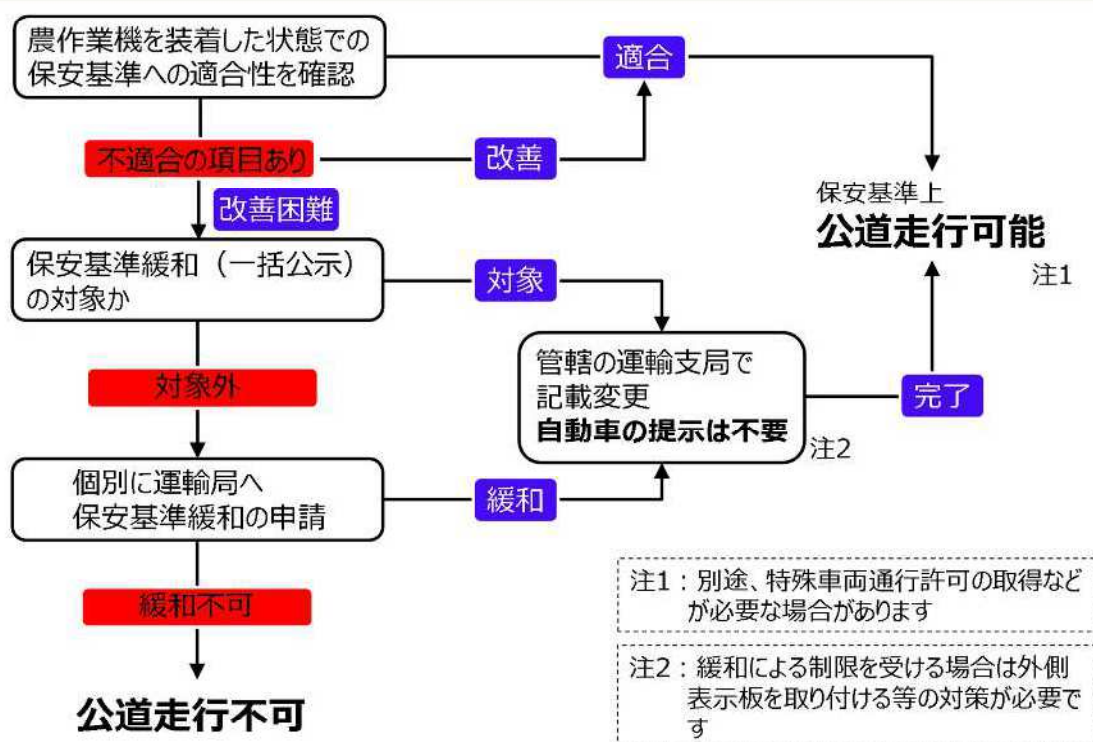 農作業機を装着した状態での
保安基準への適合性を確認
適合
不適合の項目あり
改善
改善困難
保安基準上
公道走行可能
注1
保安基準緩和（一括公示）
の対象か
対象
管轄の運輸支局で
記載変更
自動車の提示は不要
注2
完了
対象外
個別に運輸局へ
保安基準緩和の申請
緩和
緩和不可
公道走行不可
注1：別途、特殊車両通行許可の取得など
が必要な場合があります
注2：緩和による制限を受ける場合は外側
表示板を取り付ける等の対策が必要で
す